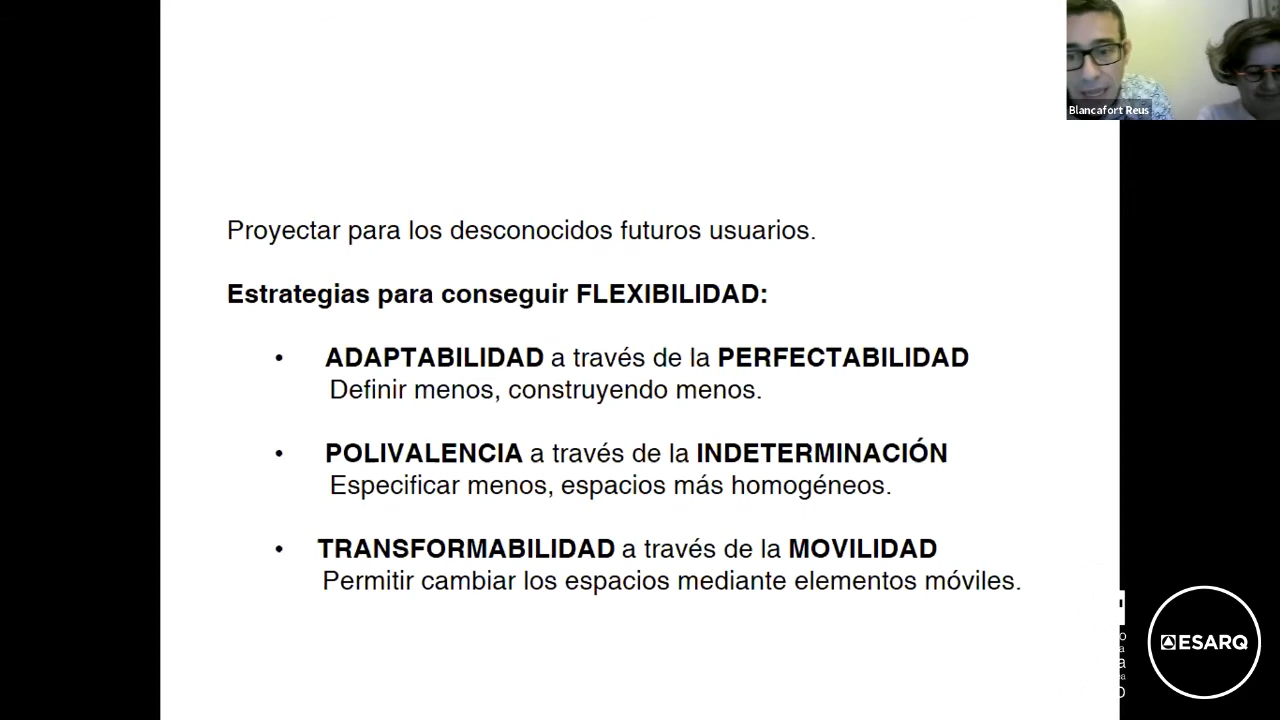 Blancafort Reus
Proyectar para los desconocidos futuros usuarios.
Estrategias para conseguir FLEXIBILIDAD:
• ADAPTABILIDAD a través de la PERFECTABILIDAD
Definir menos, construyendo menos.
• POLIVALENCIA a través de la INDETERMINACIÓN
Especificar menos, espacios más homogéneos.
• TRANSFORMABILIDAD a través de la MOVILIDAD
Permitir cambiar los espacios mediante elementos móviles.
ESARQ